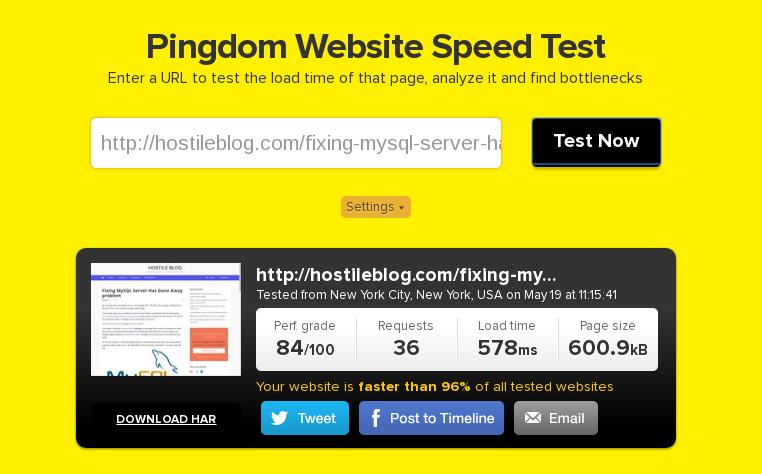 Pingdom Website Speed Test
Enter a URL to test the load time of that page, analyze it and find bottlenecks
http://hostileblog.com/fixing-mysql-server-ha
Test Now
Settings
http://hostileblog.com/fixing-my...
Tested from New York City, New York, USA on May 19 at 11:15:41
HOSTILE BLOG
Fixing MySQL Server Has Gone Away
problem
Perf. grade Requests Load time Page size
84/100 36 578ms 600.9kB
Your website is faster than 96% of all tested websites
DOWNLOAD HAR
Tweet Post to Timeline Email